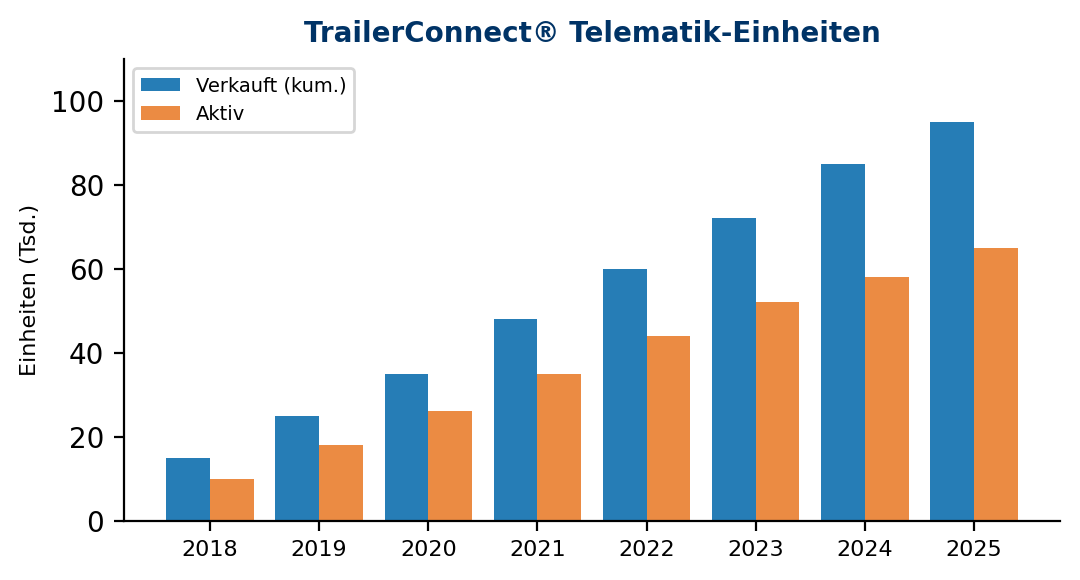 TrailerConnect® Telematik-Einheiten
Verkauft (kum.)
Aktiv
Einheiten (Tsd.)
100
80
60
40
20
0
2018 2019 2020 2021 2022 2023 2024 2025